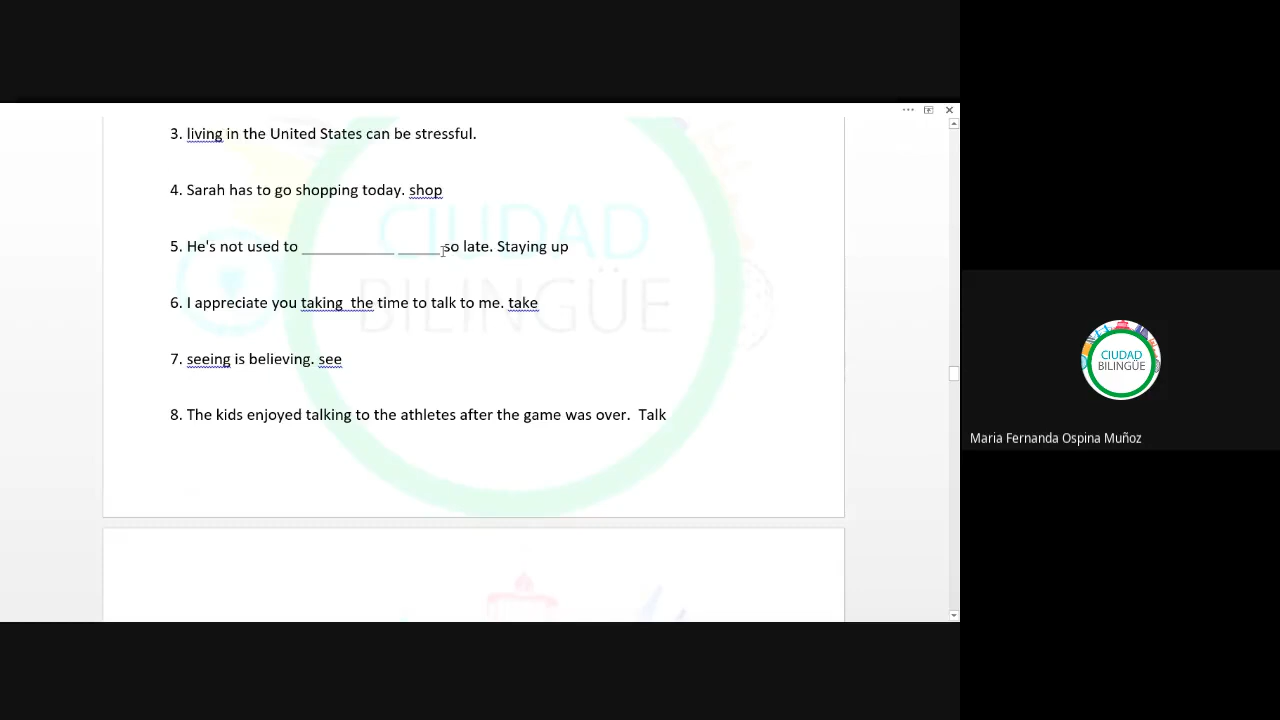 3. living in the United States can be stressful.
4. Sarah has to go shopping today. shop
5. He's not used to ___________ _____so late. Staying up
6. I appreciate you taking  the time to talk to me. take
7. seeing is believing. see
8. The kids enjoyed talking to the athletes after the game was over.  Talk
CIUDAD
BILINGÜE
CIUDAD
BILINGÜE
Maria Fernanda Ospina Muñoz